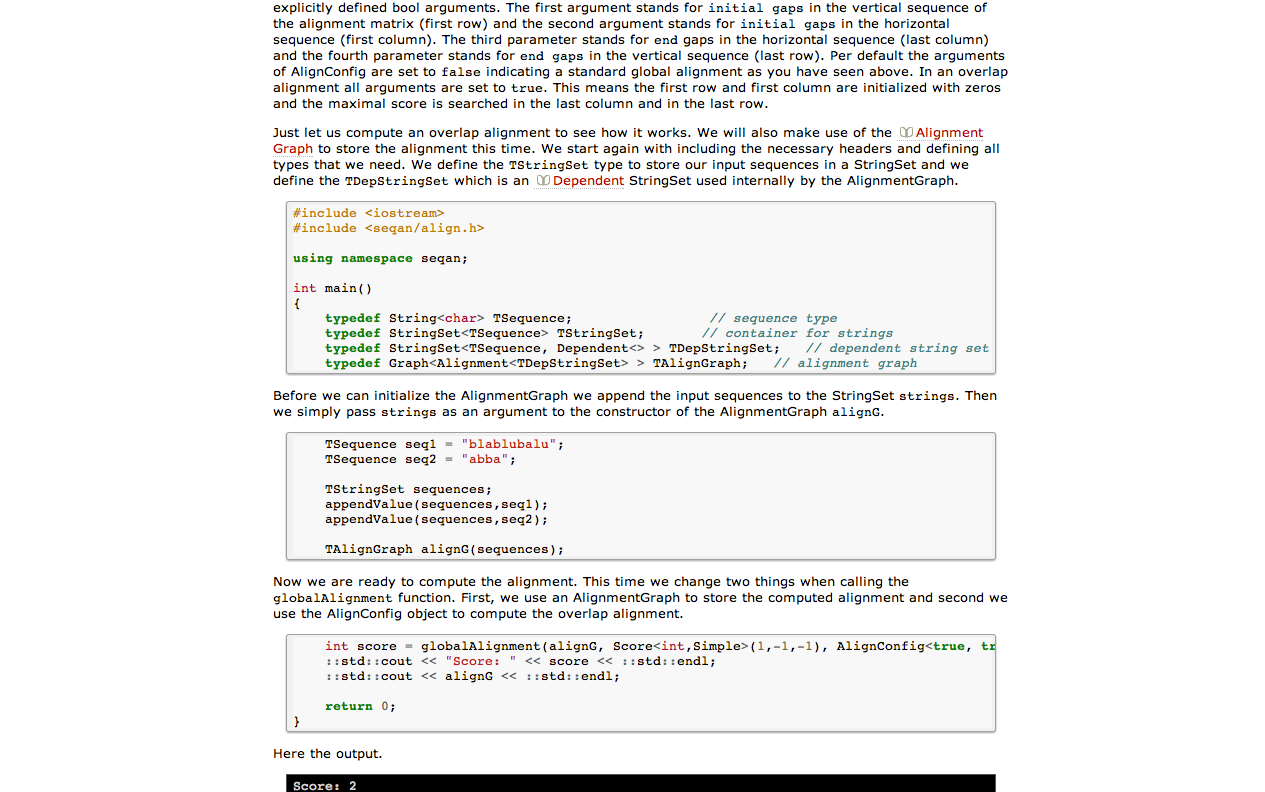 explicitly defined bool arguments. The first argument stands for initial gaps in the vertical sequence of
the alignment matrix (first row) and the second argument stands for initial gaps in the horizontal
sequence (first column). The third parameter stands for end gaps in the horizontal sequence (last column)
and the fourth parameter stands for end gaps in the vertical sequence (last row). Per default the arguments
of AlignConfig are set to false indicating a standard global alignment as you have seen above. In an overlap
alignment all arguments are set to true. This means the first row and first column are initialized with zeros
and the maximal score is searched in the last column and in the last row.
Just let us compute an overlap alignment to see how it works. We will also make use of the Alignment
Graph to store the alignment this time. We start again with including the necessary headers and defining all
types that we need. We define the TStringSet type to store our input sequences in a StringSet and we
define the TDepStringSet which is an Dependent StringSet used internally by the AlignmentGraph.
#include <iostream>
#include <seqan/align.h>
using namespace seqan;
int main()
{
typedef String<char> TSequence; // sequence type
typedef StringSet<TSequence> TStringSet; // container for strings
typedef StringSet<TSequence, Dependent<> > TDepStringSet; // dependent string set
typedef Graph<Alignment<TDepStringSet> > TAlignGraph; // alignment graph
Before we can initialize the AlignmentGraph we append the input sequences to the StringSet strings. Then
we simply pass strings as an argument to the constructor of the AlignmentGraph alignG.
TSequence seq1 = "blablubalu";
TSequence seq2 = "abba";
TStringSet sequences;
appendValue(sequences,seq1);
appendValue(sequences,seq2);
TAlignGraph alignG(sequences);
Now we are ready to compute the alignment. This time we change two things when calling the
globalAlignment function. First, we use an AlignmentGraph to store the computed alignment and second we
use the AlignConfig object to compute the overlap alignment.
int score = globalAlignment(alignG, Score<int,Simple>(1,-1,-1), AlignConfig<true, tr
::std::cout << "Score: " << score << ::std::endl;
::std::cout << alignG << ::std::endl;
return 0;
}
Here the output.
Score: 2